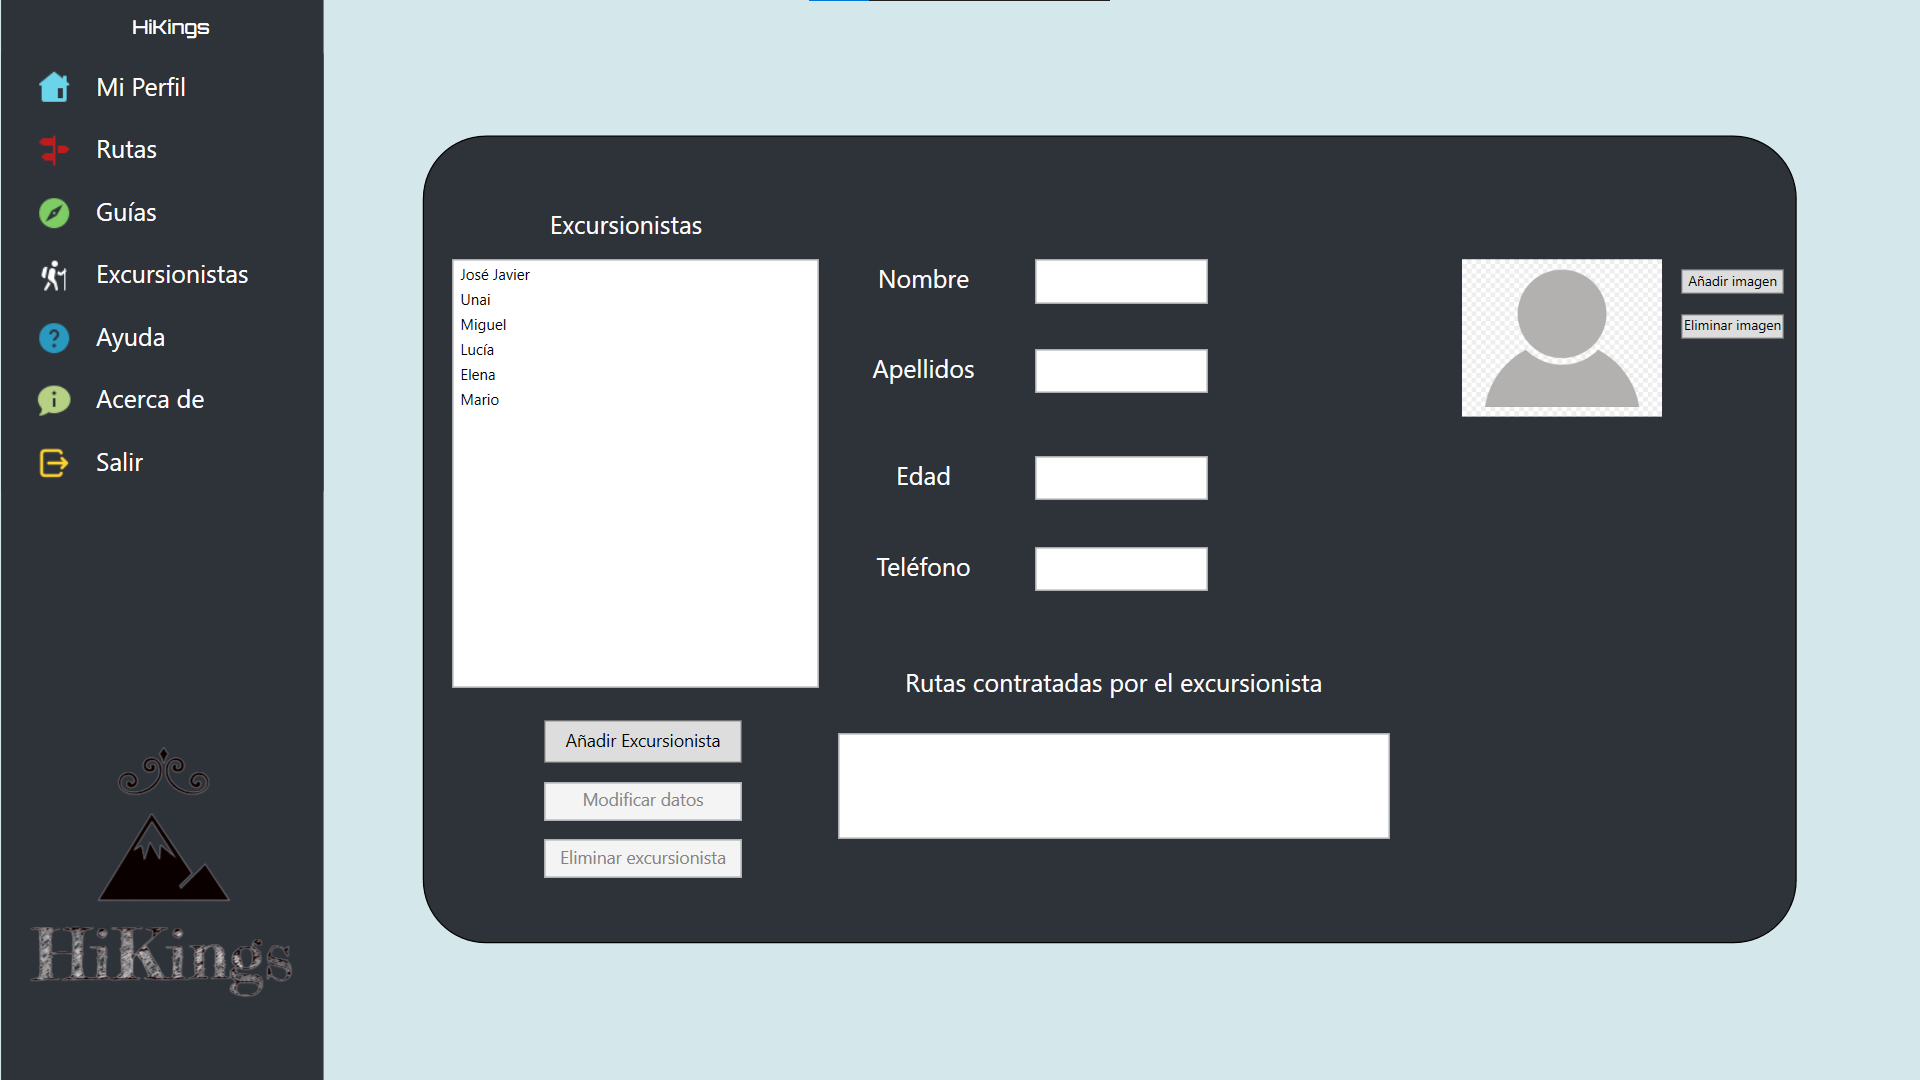 HiKings
Mi Perfil
Rutas
Guías
Excursionistas
Ayuda
Acerca de
Salir
HiKings
Excursionistas
José Javier
Unai
Miguel
Lucía
Elena
Mario
Añadir Excursionista
Modificar datos
Eliminar excursionista
Nombre
Apellidos
Edad
Teléfono
Rutas contratadas por el excursionista
Añadir imagen
Eliminar imagen